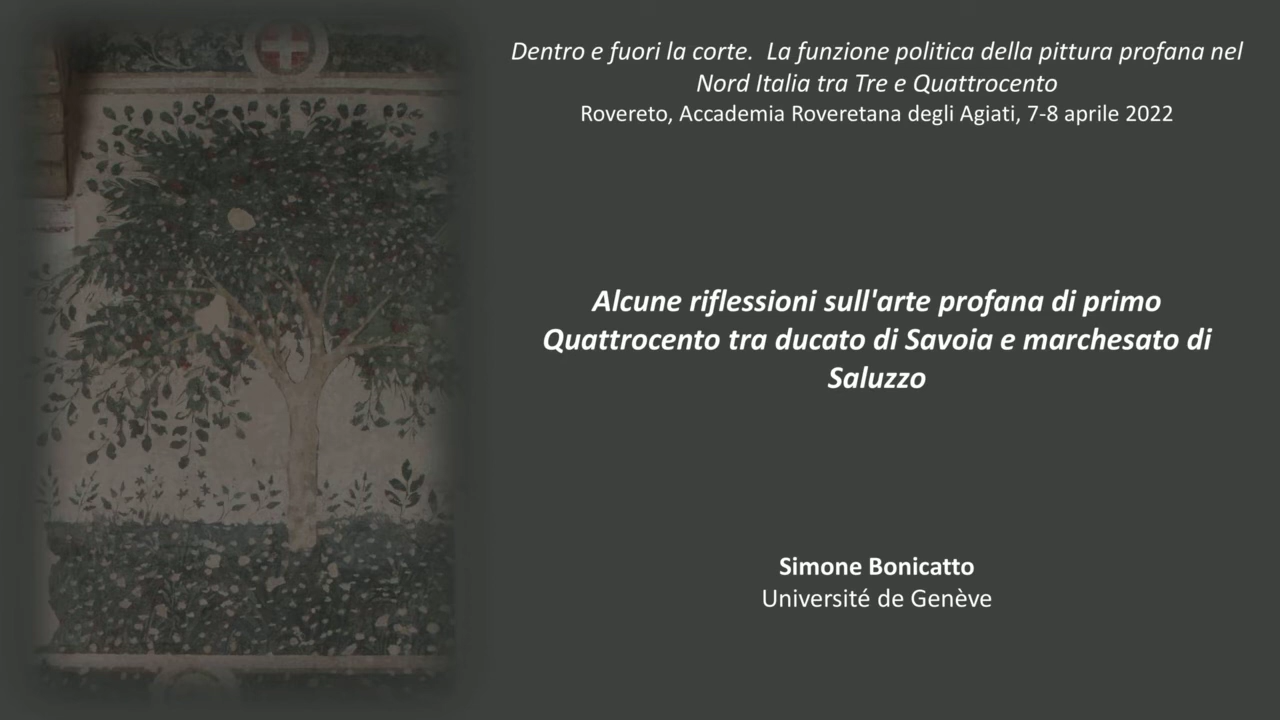 Dentro e fuori la corte.  La funzione politica della pittura profana nel
Nord Italia tra Tre e Quattrocento
Rovereto, Accademia Roveretana degli Agiati, 7-8 aprile 2022
Alcune riflessioni sull'arte profana di primo
Quattrocento tra ducato di Savoia e marchesato di
Saluzzo
Simone Bonicatto
Université de Genève